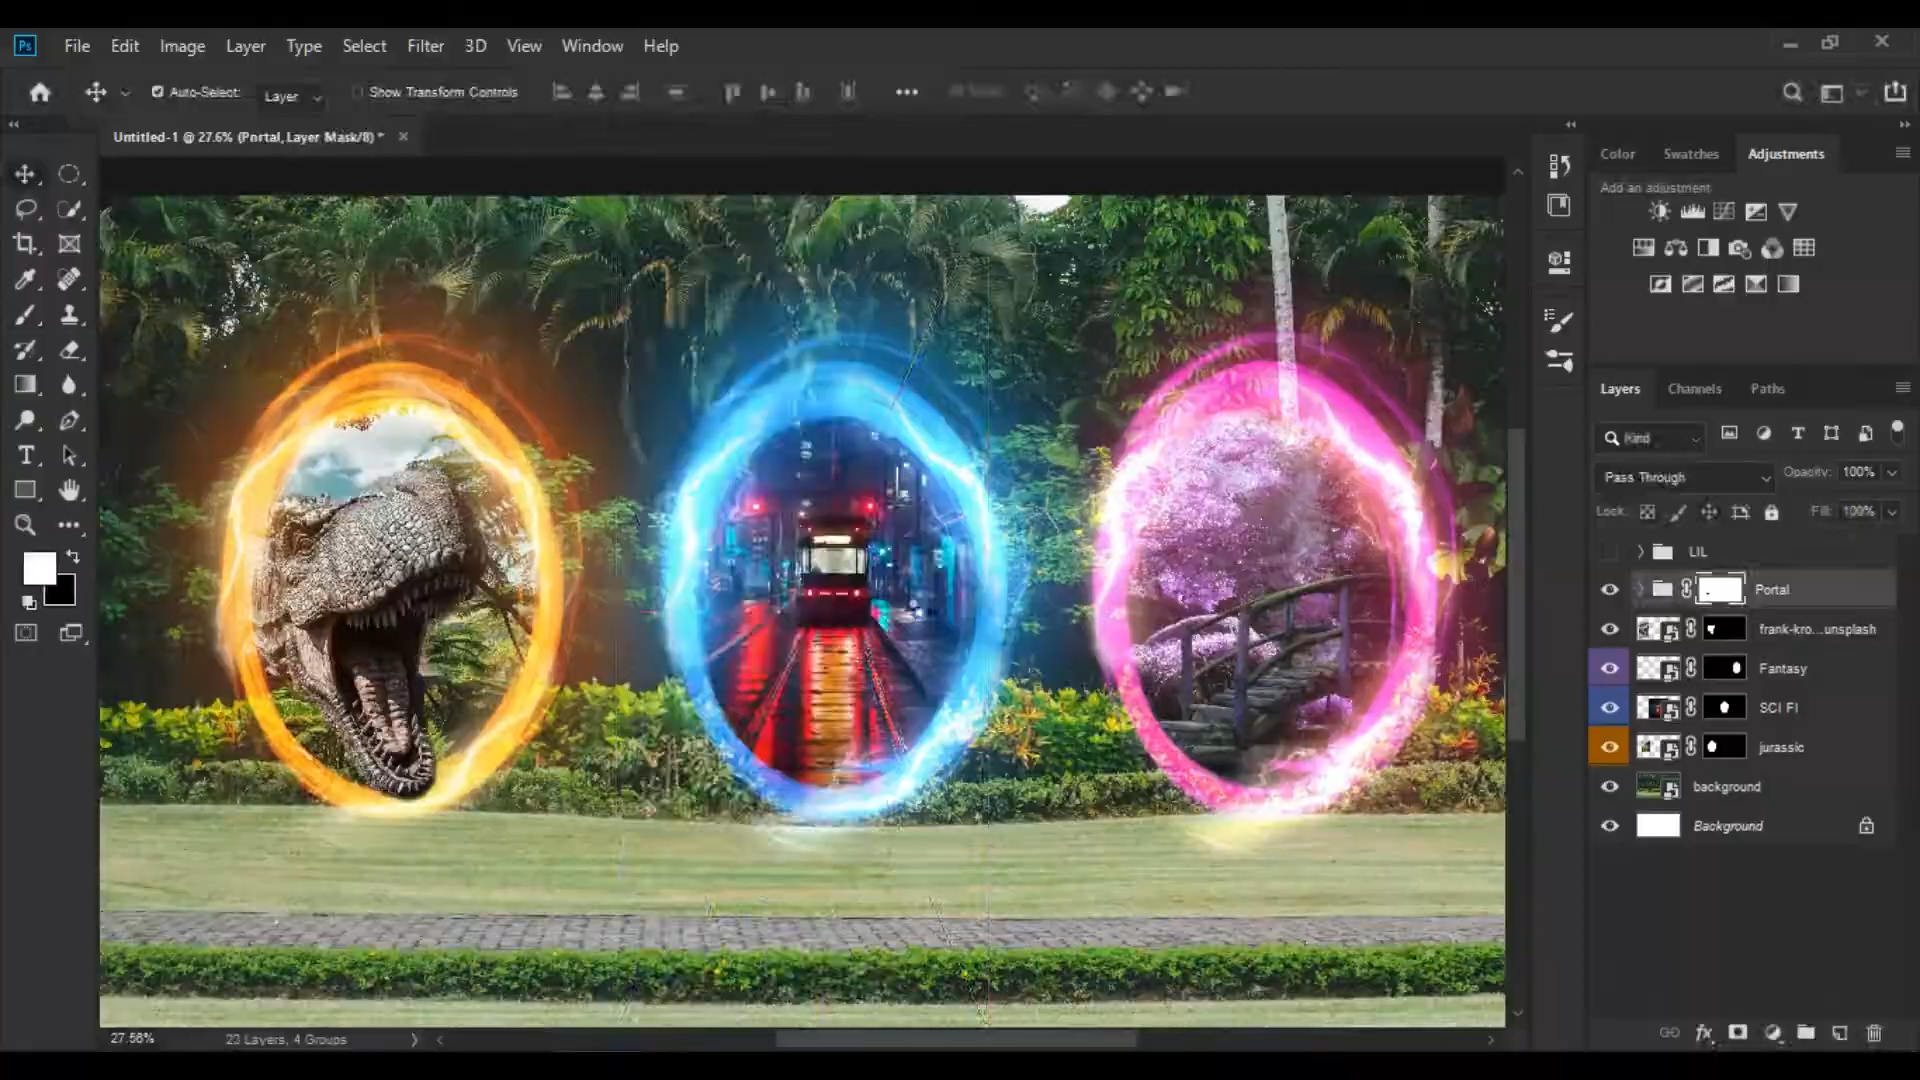 Ps File Edit Image Layer Type Select Filter 3D View Window Help
Auto-Select: Layer Show Transform Controls
Untitled-1 @ 27.6% (Portal, Layer Mask/8) *
Color Swatches Adjustments
Add an adjustment
Layers Channels Paths
Kind
Pass Through Opacity: 100%
Lock: Fill: 100%
LIL
Portal
frank-kro...unsplash
Fantasy
SCI FI
jurassic
background
Background
27.56% 23 Layers, 4 Groups